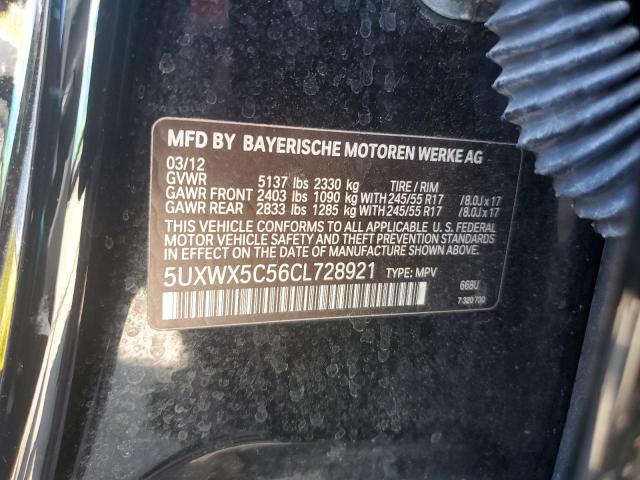 MFD BY BAYERISCHE MOTOREN WERKE AG
03/12
GVWR 5137 lbs 2330 kg TIRE / RIM
GAWR FRONT 2403 lbs 1090 kg WITH 245/55 R17 /8.0J x 17
GAWR REAR 2833 lbs 1285 kg WITH 245/55 R17 /8.0J x 17
THIS VEHICLE CONFORMS TO ALL APPLICABLE U. S. FEDERAL
MOTOR VEHICLE SAFETY AND THEFT PREVENTION STANDARDS
IN EFFECT ON THE DATE OF MANUFACTURE SHOWN ABOVE.
5UXWX5C56CL728921 TYPE: MPV
668U
7 320 730